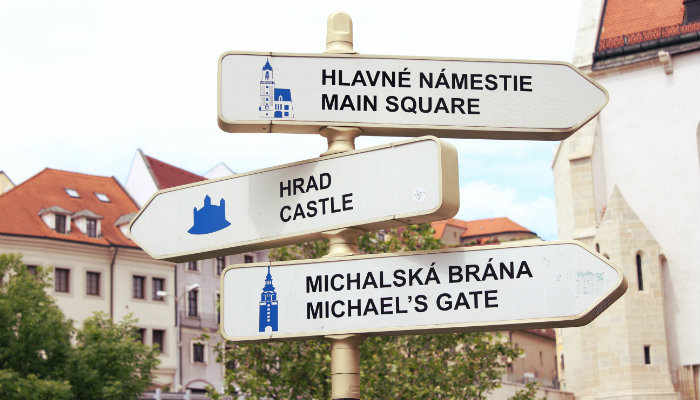 HLAVNÉ NÁMESTIE
MAIN SQUARE
HRAD
CASTLE
MICHALSKÁ BRÁNA
MICHAEL'S GATE